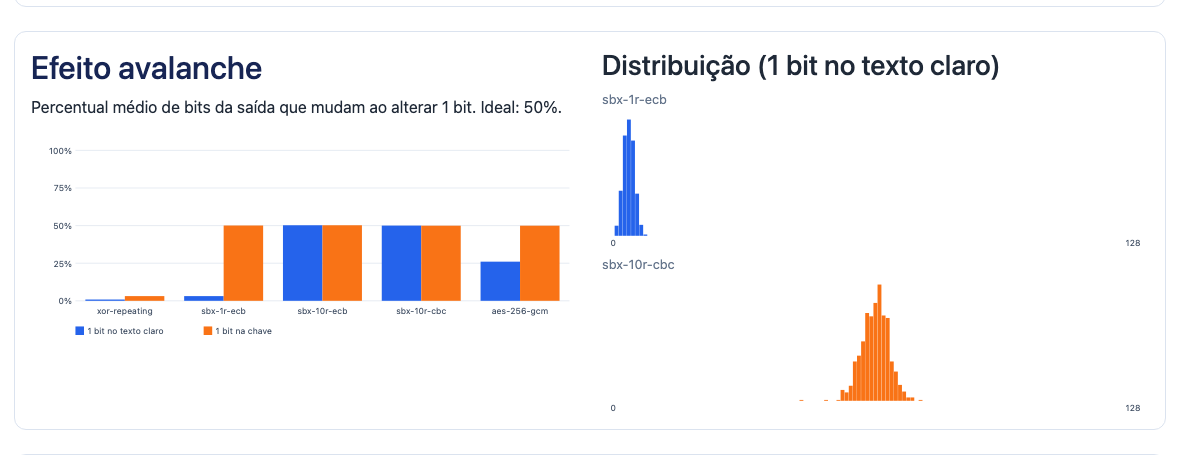 Efeito avalanche
Percentual médio de bits da saída que mudam ao alterar 1 bit. Ideal: 50%.
100%
75%
50%
25%
0%
xor-repeating
sbx-1r-ecb
sbx-10r-ecb
sbx-10r-cbc
aes-256-gcm
1 bit no texto claro
1 bit na chave
Distribuição (1 bit no texto claro)
sbx-1r-ecb
0
128
sbx-10r-cbc
0
128